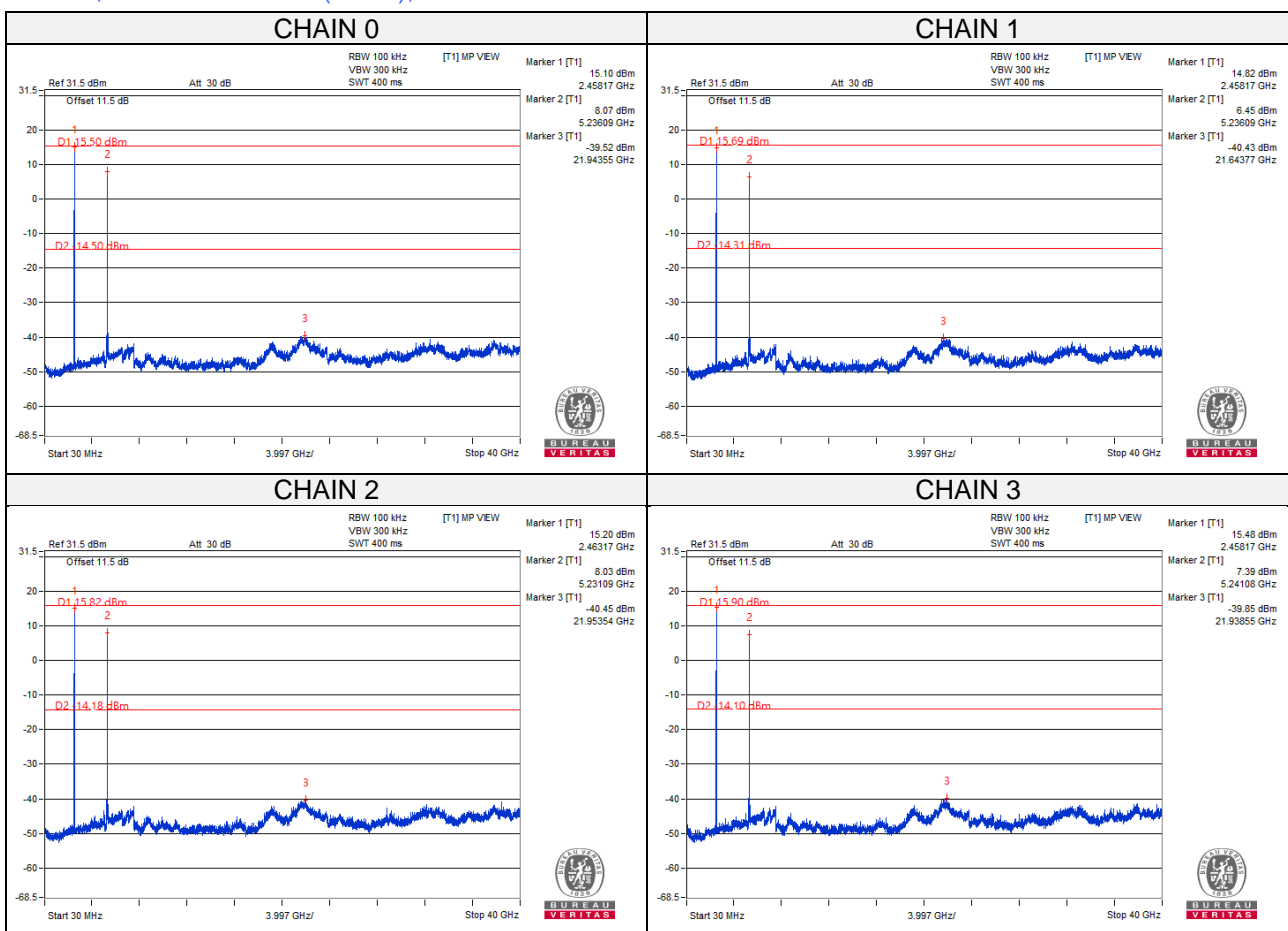 CHAIN 0
CHAIN 1
RBW 100 kHz [T1] MP VIEW
VBW 300 kHz
Ref 31.5 dBm Att 30 dB SWT 400 ms
Offset 11.5 dB
31.5
20
10
0
-10
-20
-30
-40
-50
-60
-68.5
D1 15.50 dBm
D2 -14.50 dBm
1
2
3
Start 30 MHz 3.997 GHz/ Stop 40 GHz
Marker 1 [T1]
15.10 dBm
2.45817 GHz
Marker 2 [T1]
8.07 dBm
5.23609 GHz
Marker 3 [T1]
-39.52 dBm
21.94355 GHz
BUREAU
VERITAS
RBW 100 kHz [T1] MP VIEW
VBW 300 kHz
Ref 31.5 dBm Att 30 dB SWT 400 ms
Offset 11.5 dB
31.5
20
10
0
-10
-20
-30
-40
-50
-60
-68.5
D1 15.69 dBm
D2 -14.31 dBm
1
2
3
Start 30 MHz 3.997 GHz/ Stop 40 GHz
Marker 1 [T1]
14.82 dBm
2.45817 GHz
Marker 2 [T1]
6.45 dBm
5.23609 GHz
Marker 3 [T1]
-40.43 dBm
21.64377 GHz
BUREAU
VERITAS
CHAIN 2
CHAIN 3
RBW 100 kHz [T1] MP VIEW
VBW 300 kHz
Ref 31.5 dBm Att 30 dB SWT 400 ms
Offset 11.5 dB
31.5
20
10
0
-10
-20
-30
-40
-50
-60
-68.5
D1 15.82 dBm
D2 -14.18 dBm
1
2
3
Start 30 MHz 3.997 GHz/ Stop 40 GHz
Marker 1 [T1]
15.20 dBm
2.46317 GHz
Marker 2 [T1]
8.03 dBm
5.23109 GHz
Marker 3 [T1]
-40.45 dBm
21.95354 GHz
BUREAU
VERITAS
RBW 100 kHz [T1] MP VIEW
VBW 300 kHz
Ref 31.5 dBm Att 30 dB SWT 400 ms
Offset 11.5 dB
31.5
20
10
0
-10
-20
-30
-40
-50
-60
-68.5
D1 15.90 dBm
D2 -14.10 dBm
1
2
3
Start 30 MHz 3.997 GHz/ Stop 40 GHz
Marker 1 [T1]
15.48 dBm
2.45817 GHz
Marker 2 [T1]
7.39 dBm
5.24108 GHz
Marker 3 [T1]
-39.85 dBm
21.93855 GHz
BUREAU
VERITAS